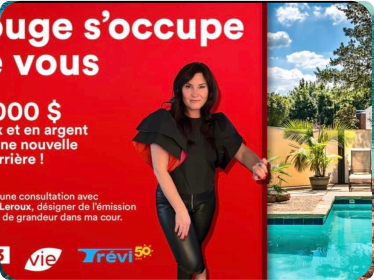 ouge s'occupe
e vous
000 $
x et en argent
ne nouvelle
rrière !
une consultation avec
Leroux, désigner de l'émission
de grandeur dans ma cour.
vie
Trévi 50